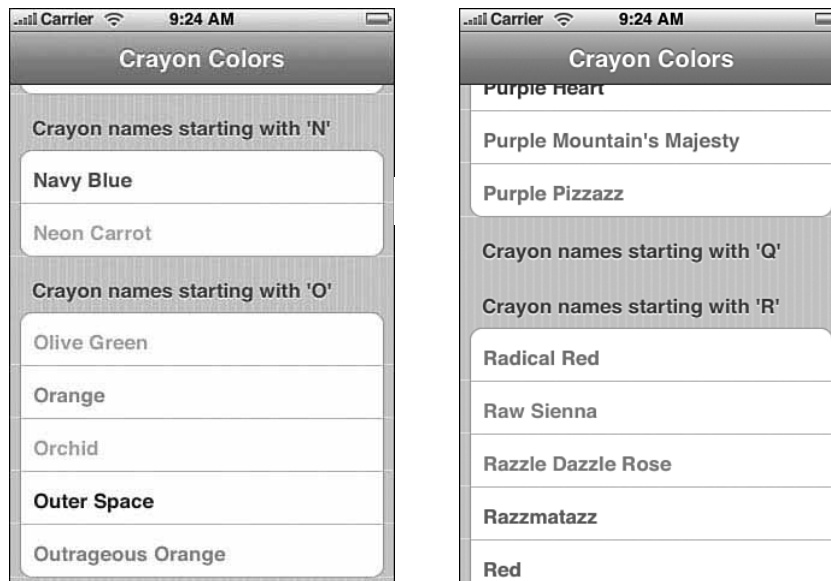 Carrier 9:24 AM
Crayon Colors
Crayon names starting with 'N'
Navy Blue
Neon Carrot
Crayon names starting with 'O'
Olive Green
Orange
Orchid
Outer Space
Outrageous Orange
Carrier 9:24 AM
Crayon Colors
Purple Heart
Purple Mountain's Majesty
Purple Pizzazz
Crayon names starting with 'Q'
Crayon names starting with 'R'
Radical Red
Raw Sienna
Razzle Dazzle Rose
Razzmatazz
Red